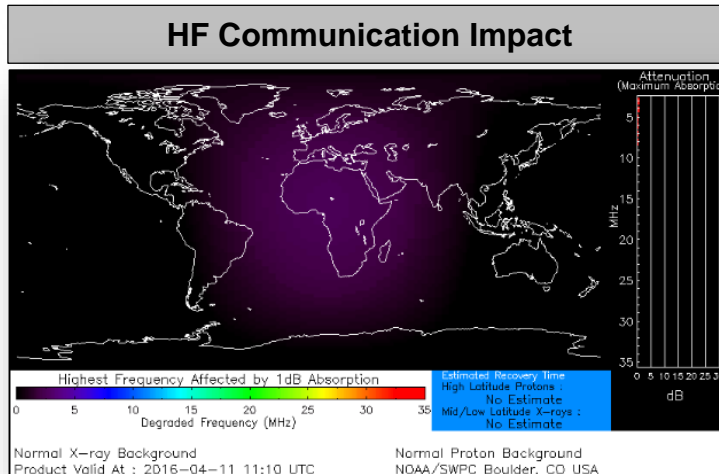 HF Communication Impact
Attenuation
(Maximum Absorptio
5
10
15
20
25
30
35
MHz
0 5 10 15 20 25 3
dB
Highest Frequency Affected by 1dB Absorption
0 5 10 15 20 25 30 35
Degraded Frequency (MHz)
Estimated Recovery Time
High Latitude Protons :
No Estimate
Mid/Low Latitude X-rays :
No Estimate
Normal X-ray Background
Product Valid At : 2016-04-11 11:10 UTC
Normal Proton Background
NOAA/SWPC Boulder, CO USA